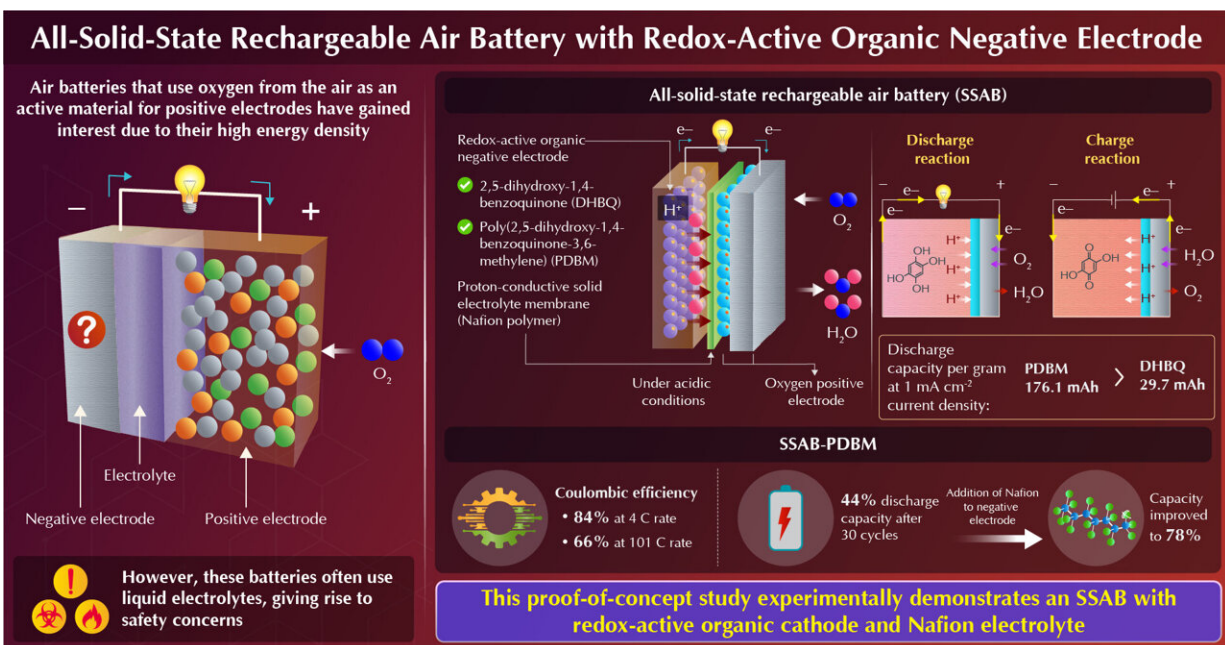 All-Solid-State Rechargeable Air Battery with Redox-Active Organic Negative Electrode
Air batteries that use oxygen from the air as an
active material for positive electrodes have gained
interest due to their high energy density
−
+
?
O2
Electrolyte
Negative electrode
Positive electrode
!
However, these batteries often use
liquid electrolytes, giving rise to
safety concerns
All-solid-state rechargeable air battery (SSAB)
Redox-active organic
negative electrode
2,5-dihydroxy-1,4-
benzoquinone (DHBQ)
Poly(2,5-dihydroxy-1,4-
benzoquinone-3,6-
methylene) (PDBM)
Proton-conductive solid
electrolyte membrane
(Nafion polymer)
e−
e−
H+
O2
H2O
Under acidic
conditions
Oxygen positive
electrode
Discharge
reaction
−
e−
+
e−
e−
OH
HO
OH
OH
H+
H+
H+
O2
H2O
Charge
reaction
−
+
e−
e−
e−
O
OH
HO
O
H+
H+
H+
H2O
O2
Discharge
capacity per gram
at 1 mA cm-2
current density:
PDBM
176.1 mAh
>
DHBQ
29.7 mAh
SSAB-PDBM
Coulombic efficiency
• 84% at 4 C rate
• 66% at 101 C rate
44% discharge
capacity after
30 cycles
Addition of Nafion
to negative
electrode
Capacity
improved
to 78%
This proof-of-concept study experimentally demonstrates an SSAB with
redox-active organic cathode and Nafion electrolyte